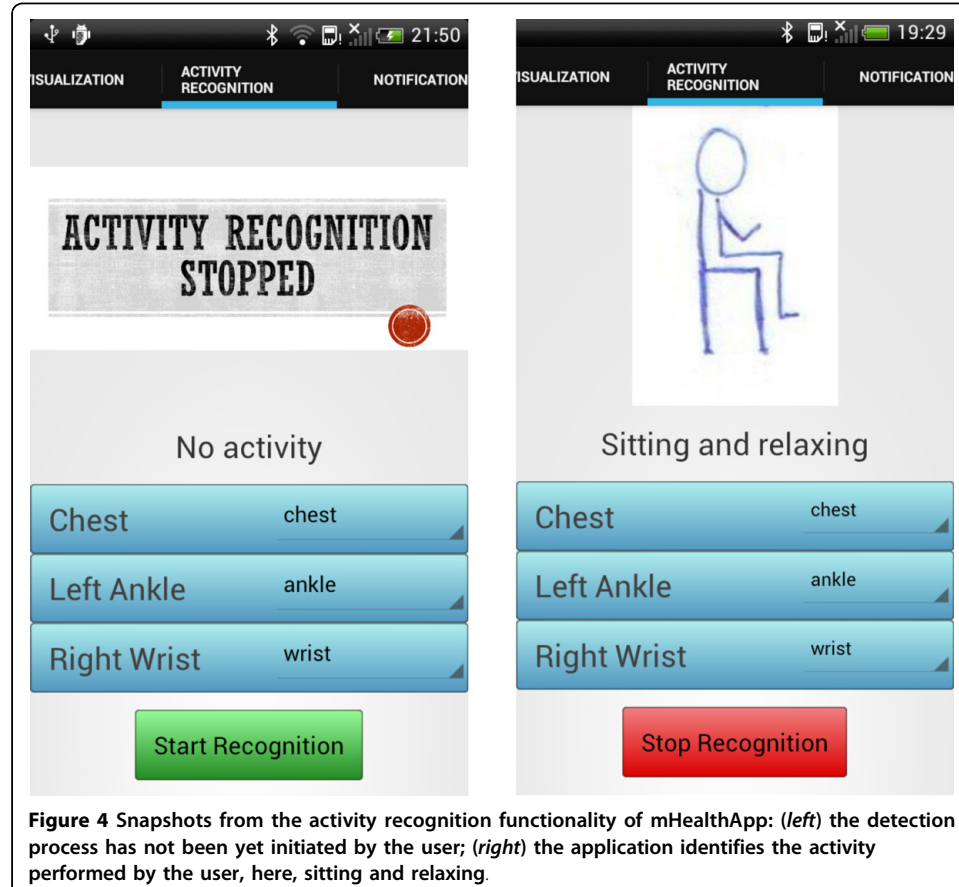 21:50
ISUALIZATION
ACTIVITY
RECOGNITION
NOTIFICATION
ACTIVITY RECOGNITION
STOPPED
No activity
Chest chest
Left Ankle ankle
Right Wrist wrist
Start Recognition
19:29
ISUALIZATION
ACTIVITY
RECOGNITION
NOTIFICATION
Sitting and relaxing
Chest chest
Left Ankle ankle
Right Wrist wrist
Stop Recognition
Figure 4 Snapshots from the activity recognition functionality of mHealthApp: (left) the detection
process has not been yet initiated by the user; (right) the application identifies the activity
performed by the user, here, sitting and relaxing.